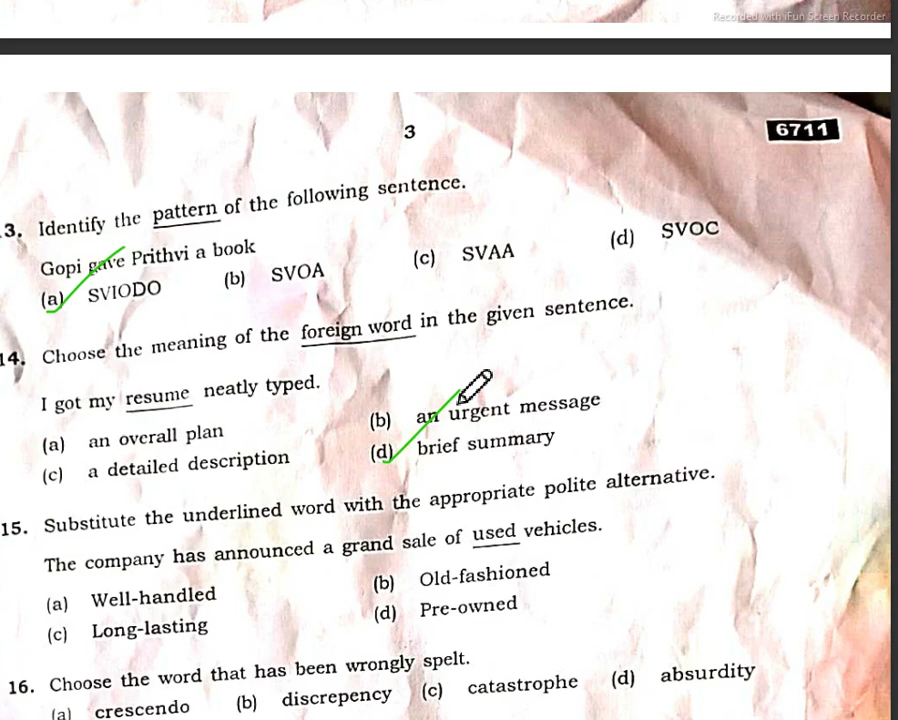 Recorded with iFun Screen Recorder
3
6711
3. Identify the pattern of the following sentence.
Gopi gave Prithvi a book
(a) SVIODO (b) SVOA (c) SVAA (d) SVOC
14. Choose the meaning of the foreign word in the given sentence.
I got my resume neatly typed.
(a) an overall plan (b) an urgent message
(c) a detailed description (d) brief summary
15. Substitute the underlined word with the appropriate polite alternative.
The company has announced a grand sale of used vehicles.
(a) Well-handled (b) Old-fashioned
(c) Long-lasting (d) Pre-owned
16. Choose the word that has been wrongly spelt.
(a) crescendo (b) discrepency (c) catastrophe (d) absurdity